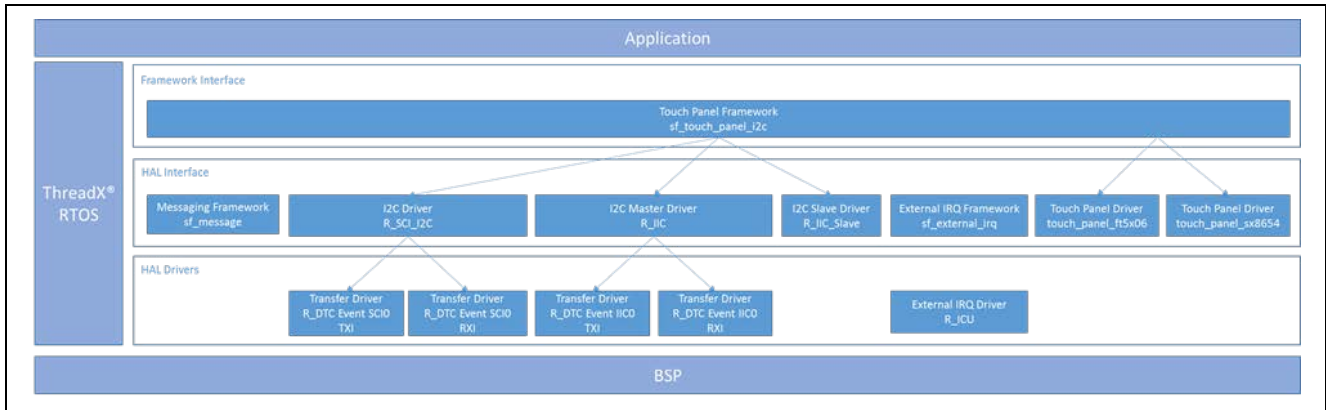 Application
ThreadX®
RTOS
Framework Interface
Touch Panel Framework
sf_touch_panel_i2c
HAL Interface
Messaging Framework
sf_message
I2C Driver
R_SCI_I2C
I2C Master Driver
R_IIC
I2C Slave Driver
R_IIC_Slave
External IRQ Framework
sf_external_irq
Touch Panel Driver
touch_panel_ft5x06
Touch Panel Driver
touch_panel_sx8654
HAL Drivers
Transfer Driver
R_DTC Event SCI0
TXI
Transfer Driver
R_DTC Event SCI0
RXI
Transfer Driver
R_DTC Event IIC0
TXI
Transfer Driver
R_DTC Event IIC0
RXI
External IRQ Driver
R_ICU
BSP